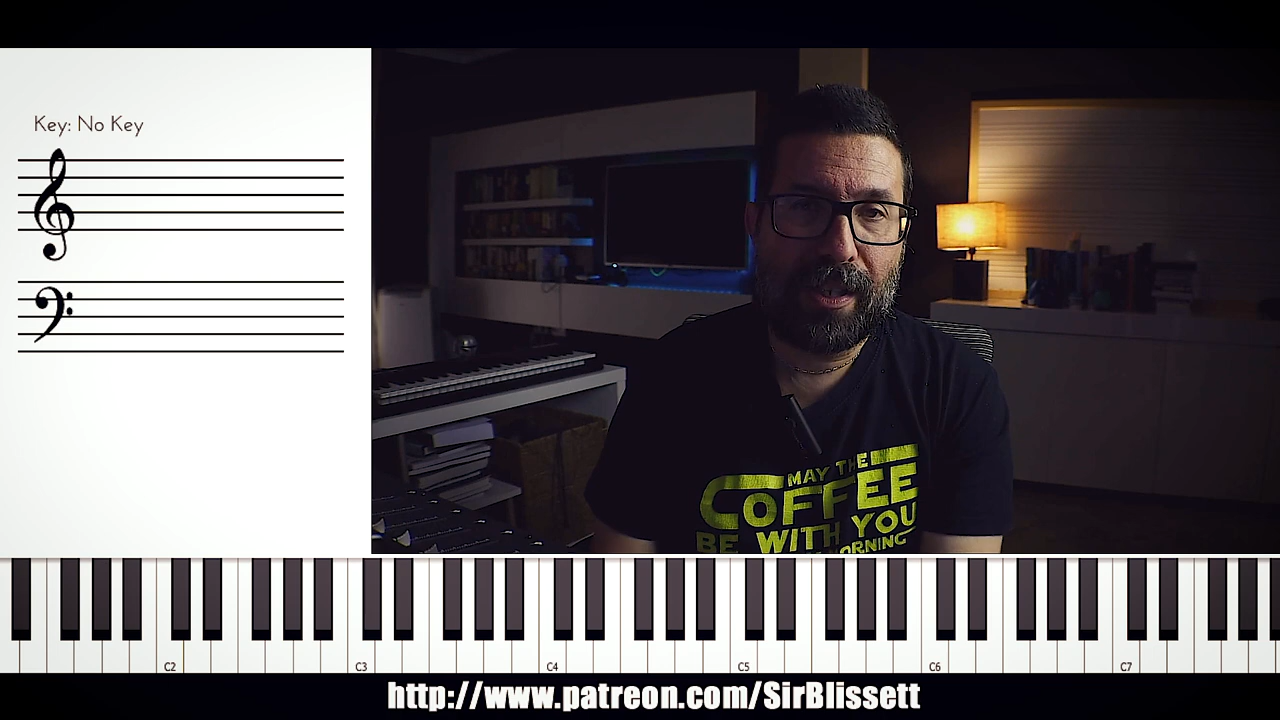 Key: No Key
MAY THE
COFFEE
BE WITH YOU
MORNING
C2 C3 C4 C5 C6 C7
http://www.patreon.com/SirBlissett